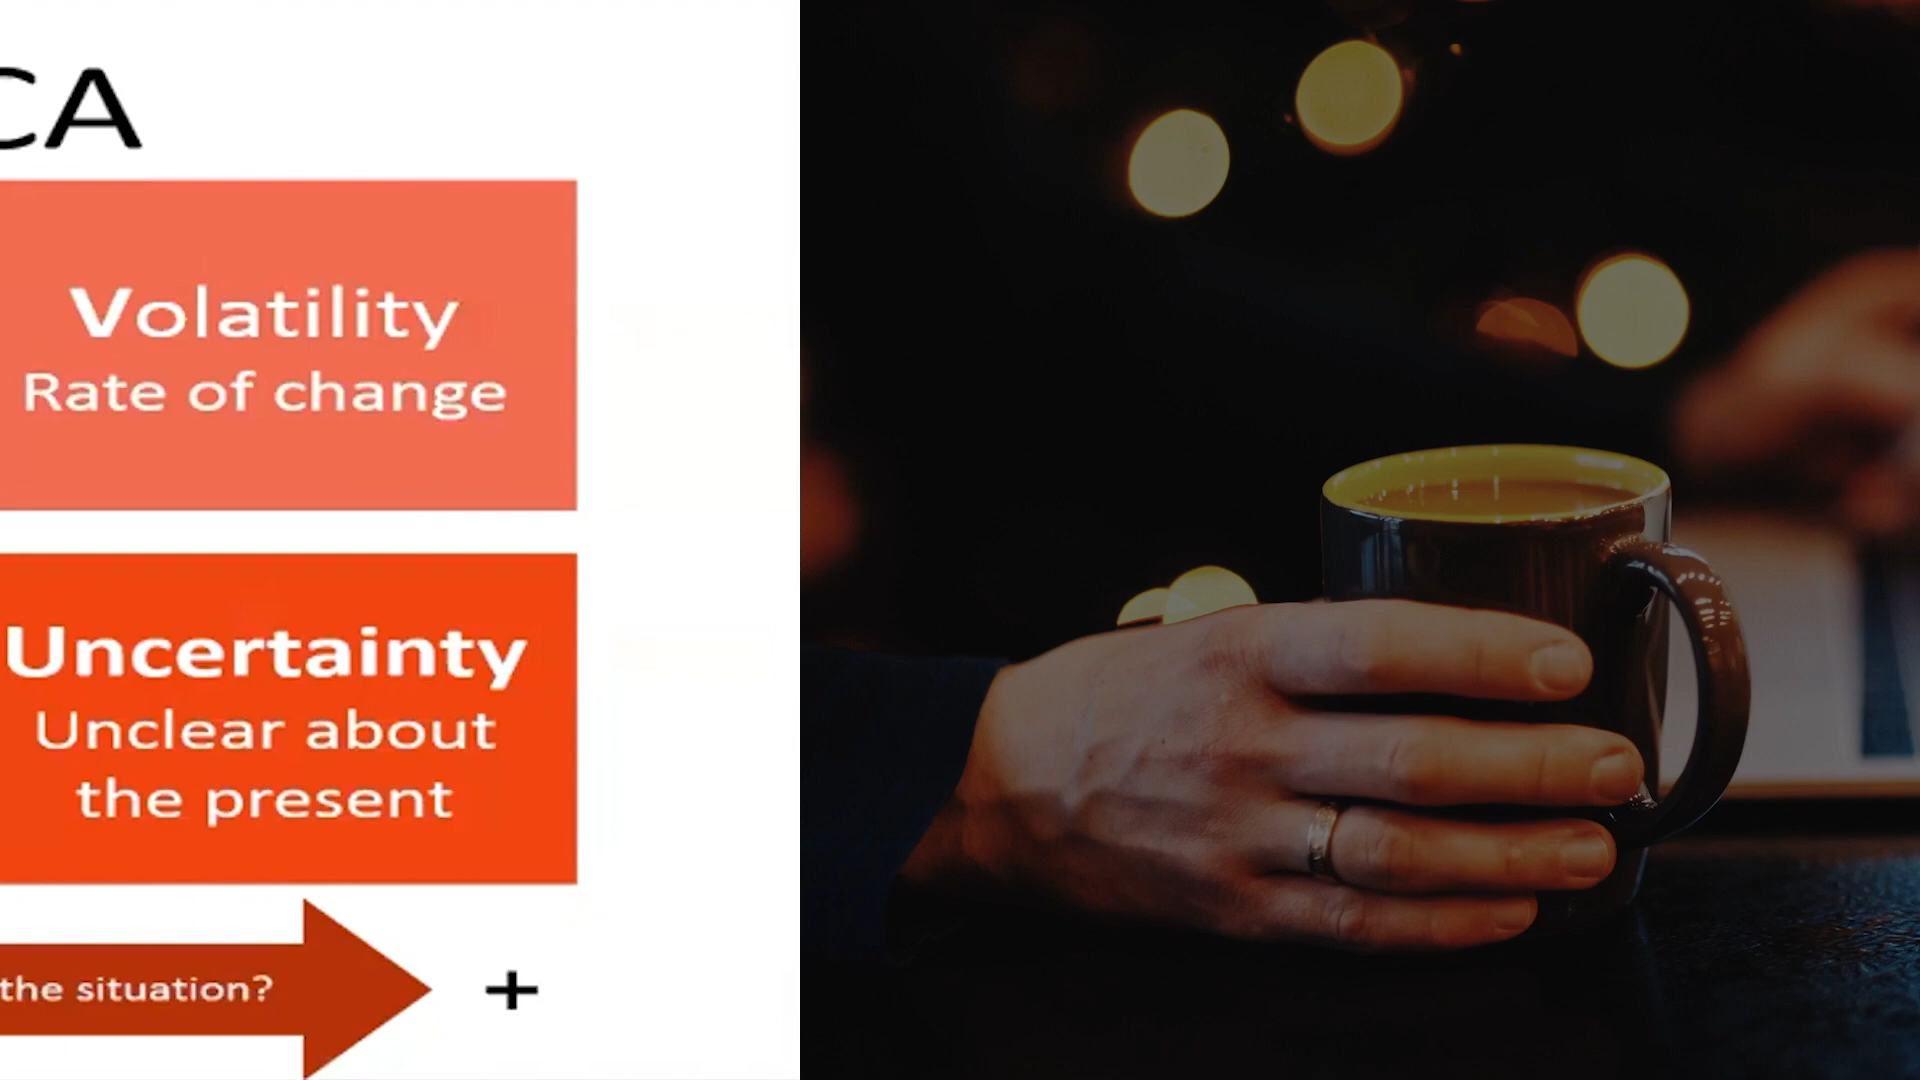 CA
Volatility
Rate of change
Uncertainty
Unclear about
the present
the situation?
+